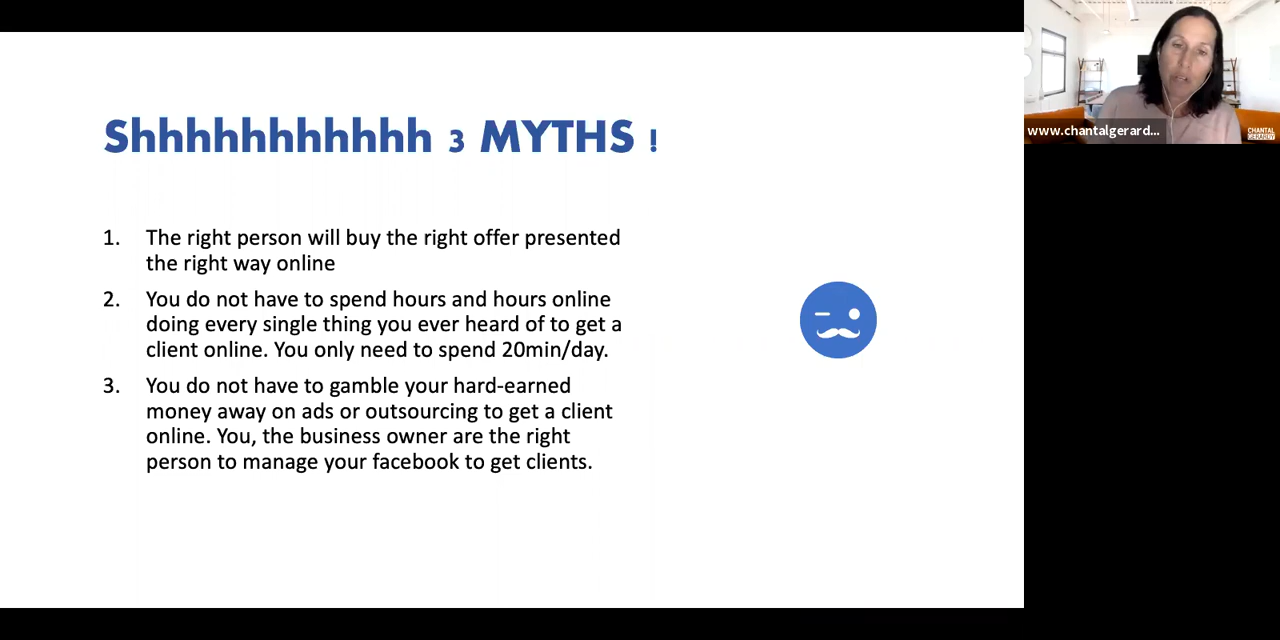 Shhhhhhhhhhh 3 MYTHS !
1. The right person will buy the right offer presented
the right way online
2. You do not have to spend hours and hours online
doing every single thing you ever heard of to get a
client online. You only need to spend 20min/day.
3. You do not have to gamble your hard-earned
money away on ads or outsourcing to get a client
online. You, the business owner are the right
person to manage your facebook to get clients.
www.chantalgerard...
CHANTAL
GERARDY